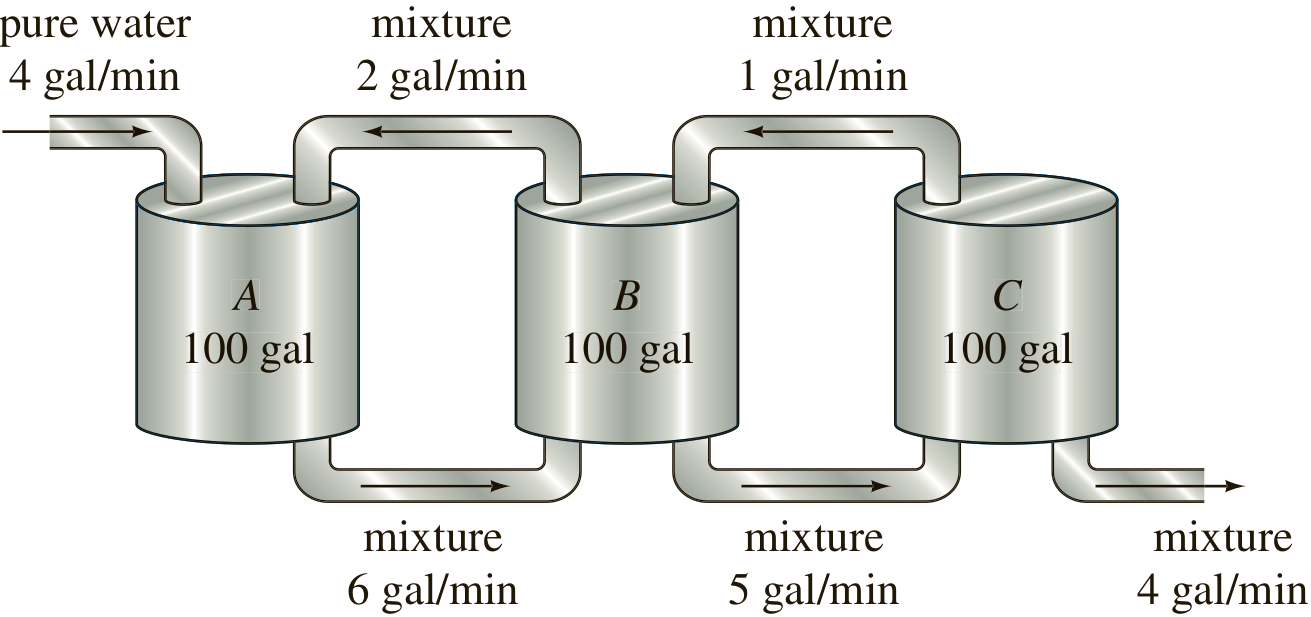 pure water
4 gal/min
mixture
2 gal/min
mixture
1 gal/min
A
100 gal
B
100 gal
C
100 gal
mixture
6 gal/min
mixture
5 gal/min
mixture
4 gal/min